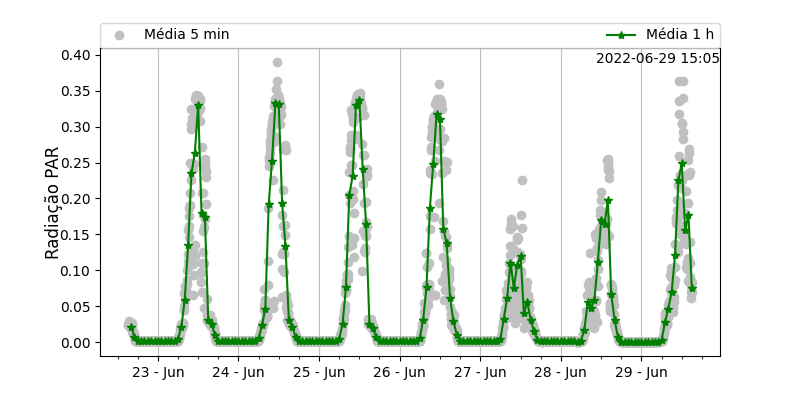 Média 5 min
Média 1 h
2022-06-29 15:05
Radiação PAR
0.40
0.35
0.30
0.25
0.20
0.15
0.10
0.05
0.00
23 - Jun
24 - Jun
25 - Jun
26 - Jun
27 - Jun
28 - Jun
29 - Jun